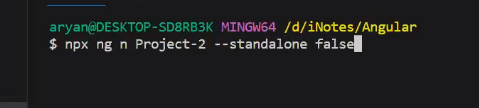 aryan@DESKTOP-SD8RB3K MINGW64 /d/iNotes/Angular
$ npx ng n Project-2 --standalone false